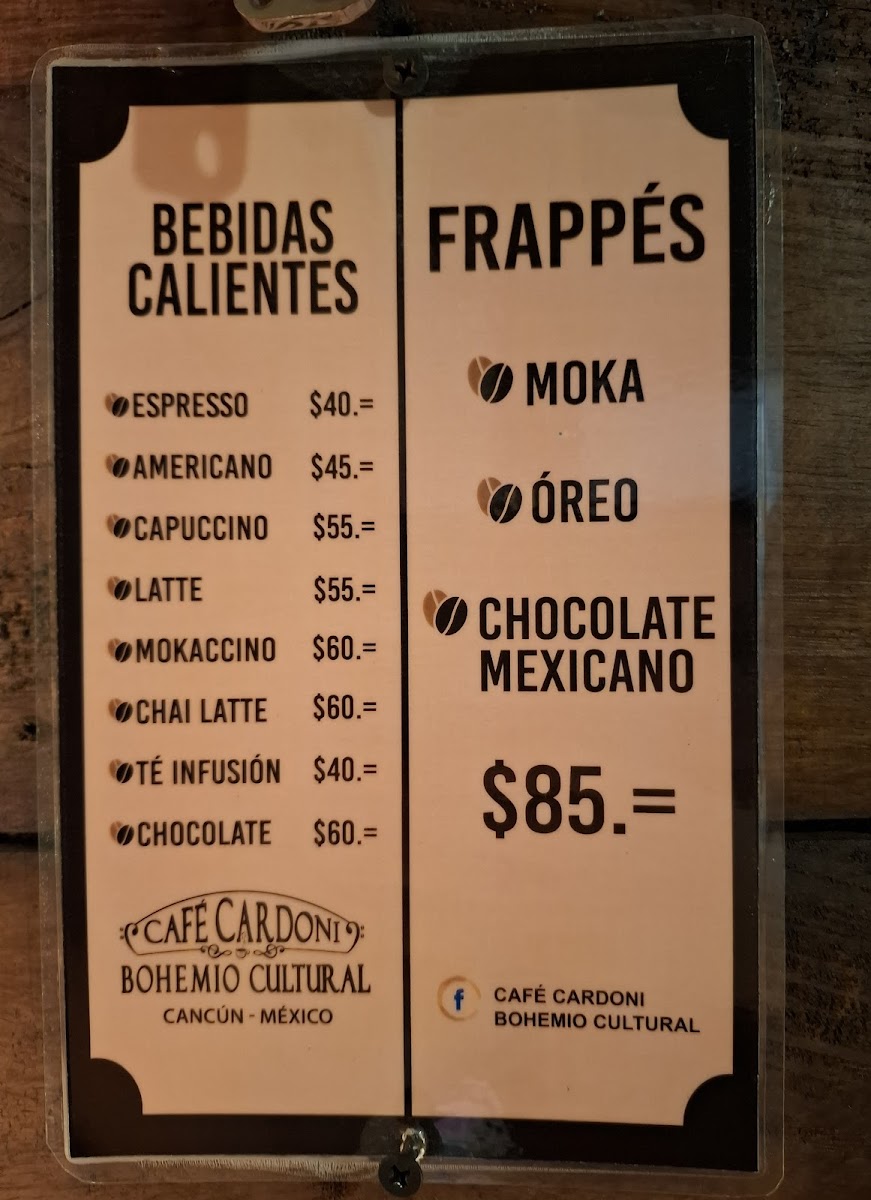 BEBIDAS
CALIENTES
ESPRESSO $40.=
AMERICANO $45.=
CAPUCCINO $55.=
LATTE $55.=
MOKACCINO $60.=
CHAI LATTE $60.=
TÉ INFUSIÓN $40.=
CHOCOLATE $60.=
CAFÉ CARDONI
BOHEMIO CULTURAL
CANCÚN - MÉXICO
FRAPPÉS
MOKA
ÓREO
CHOCOLATE
MEXICANO
$85.=
f CAFÉ CARDONI
BOHEMIO CULTURAL